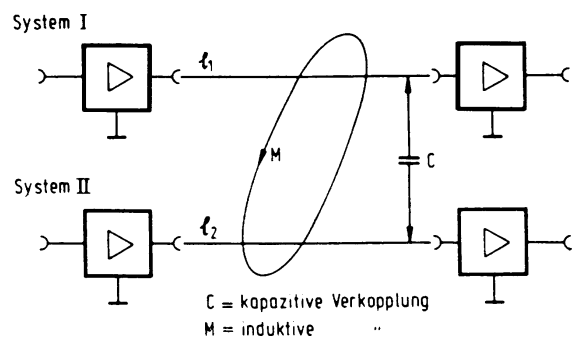 System I
ℓ₁
M
C
System II
ℓ₂
C = kapazitive Verkopplung
M = induktive "